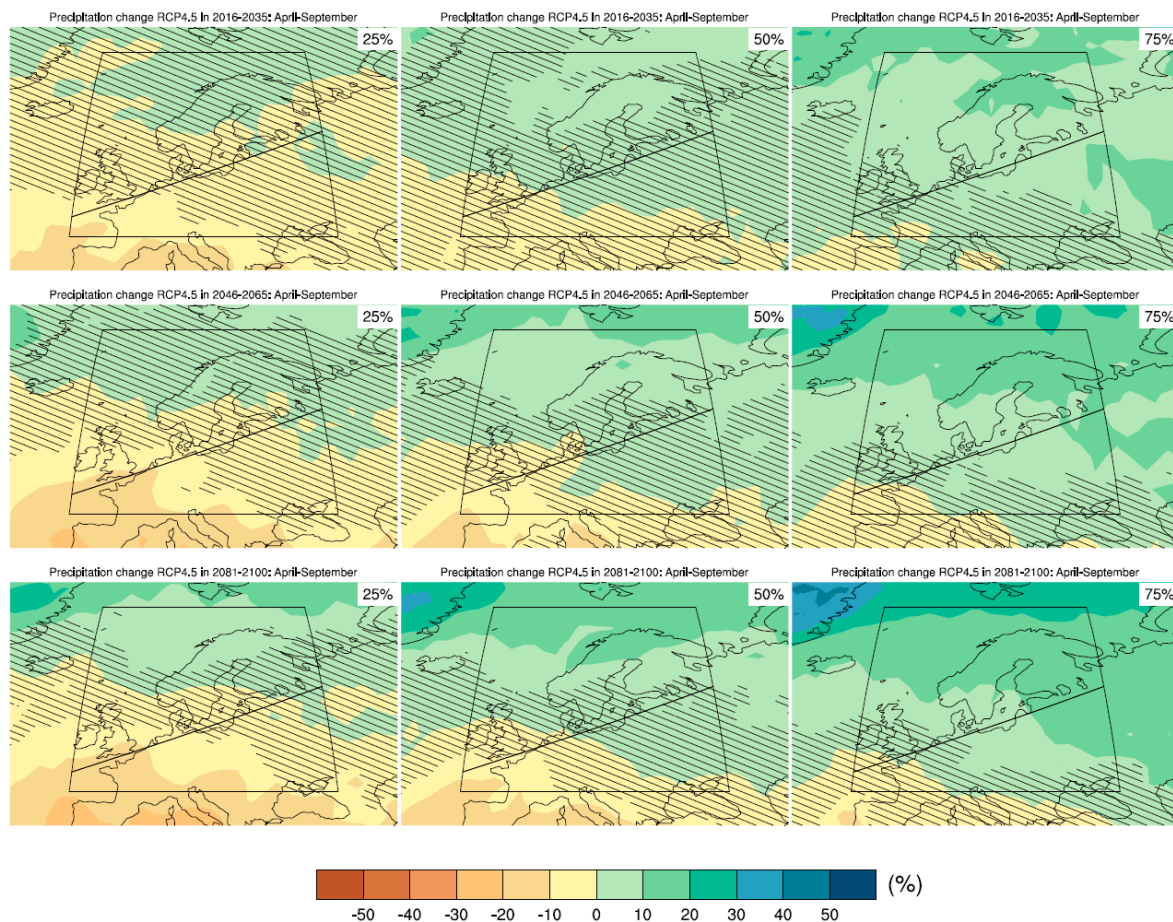 Precipitation change RCP4.5 in 2016-2035: April-September
25%
Precipitation change RCP4.5 in 2016-2035: April-September
50%
Precipitation change RCP4.5 in 2016-2035: April-September
75%
Precipitation change RCP4.5 in 2046-2065: April-September
25%
Precipitation change RCP4.5 in 2046-2065: April-September
50%
Precipitation change RCP4.5 in 2046-2065: April-September
75%
Precipitation change RCP4.5 in 2081-2100: April-September
25%
Precipitation change RCP4.5 in 2081-2100: April-September
50%
Precipitation change RCP4.5 in 2081-2100: April-September
75%
(%)
-50 -40 -30 -20 -10 0 10 20 30 40 50